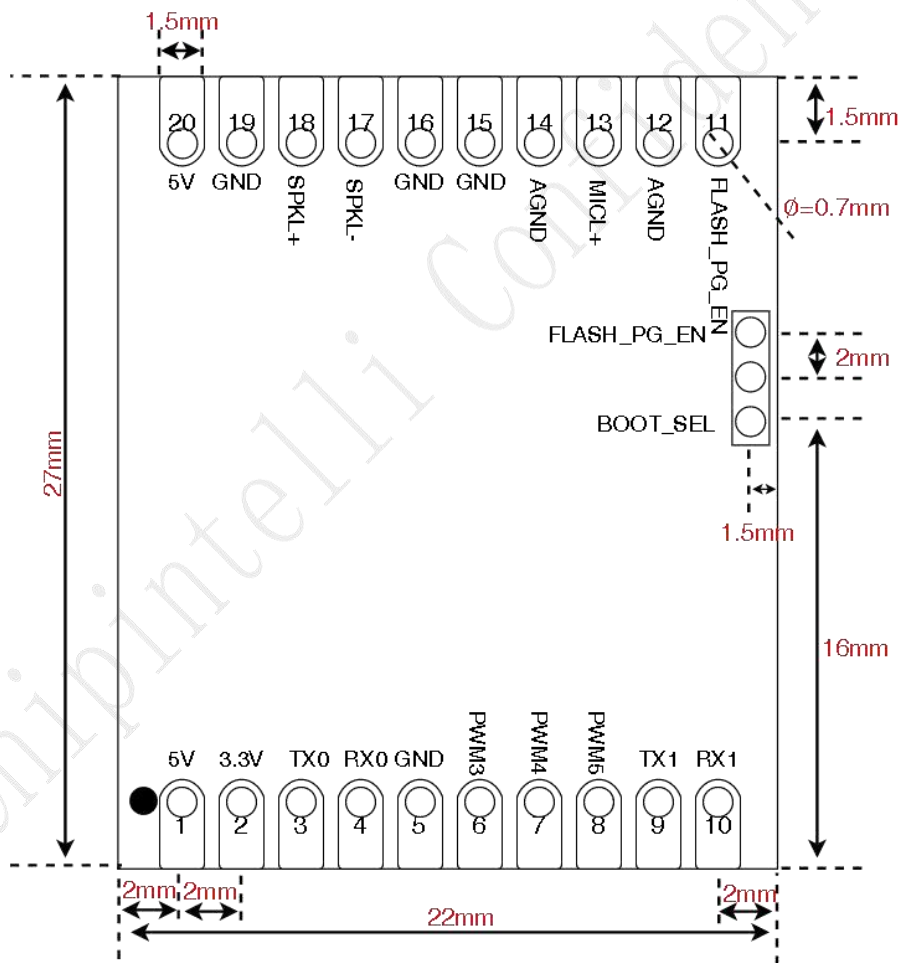 1.5mm
20 19 18 17 16 15 14 13 12 11
1.5mm
5V GND SPKL+ SPKL- GND GND AGND MICL+ AGND FLASH_PG_EN
Ø=0.7mm
FLASH_PG_EN
2mm
BOOT_SEL
27mm
1.5mm
16mm
5V 3.3V TX0 RX0 GND PWM3 PWM4 PWM5 TX1 RX1
1 2 3 4 5 6 7 8 9 10
2mm 2mm 2mm
22mm